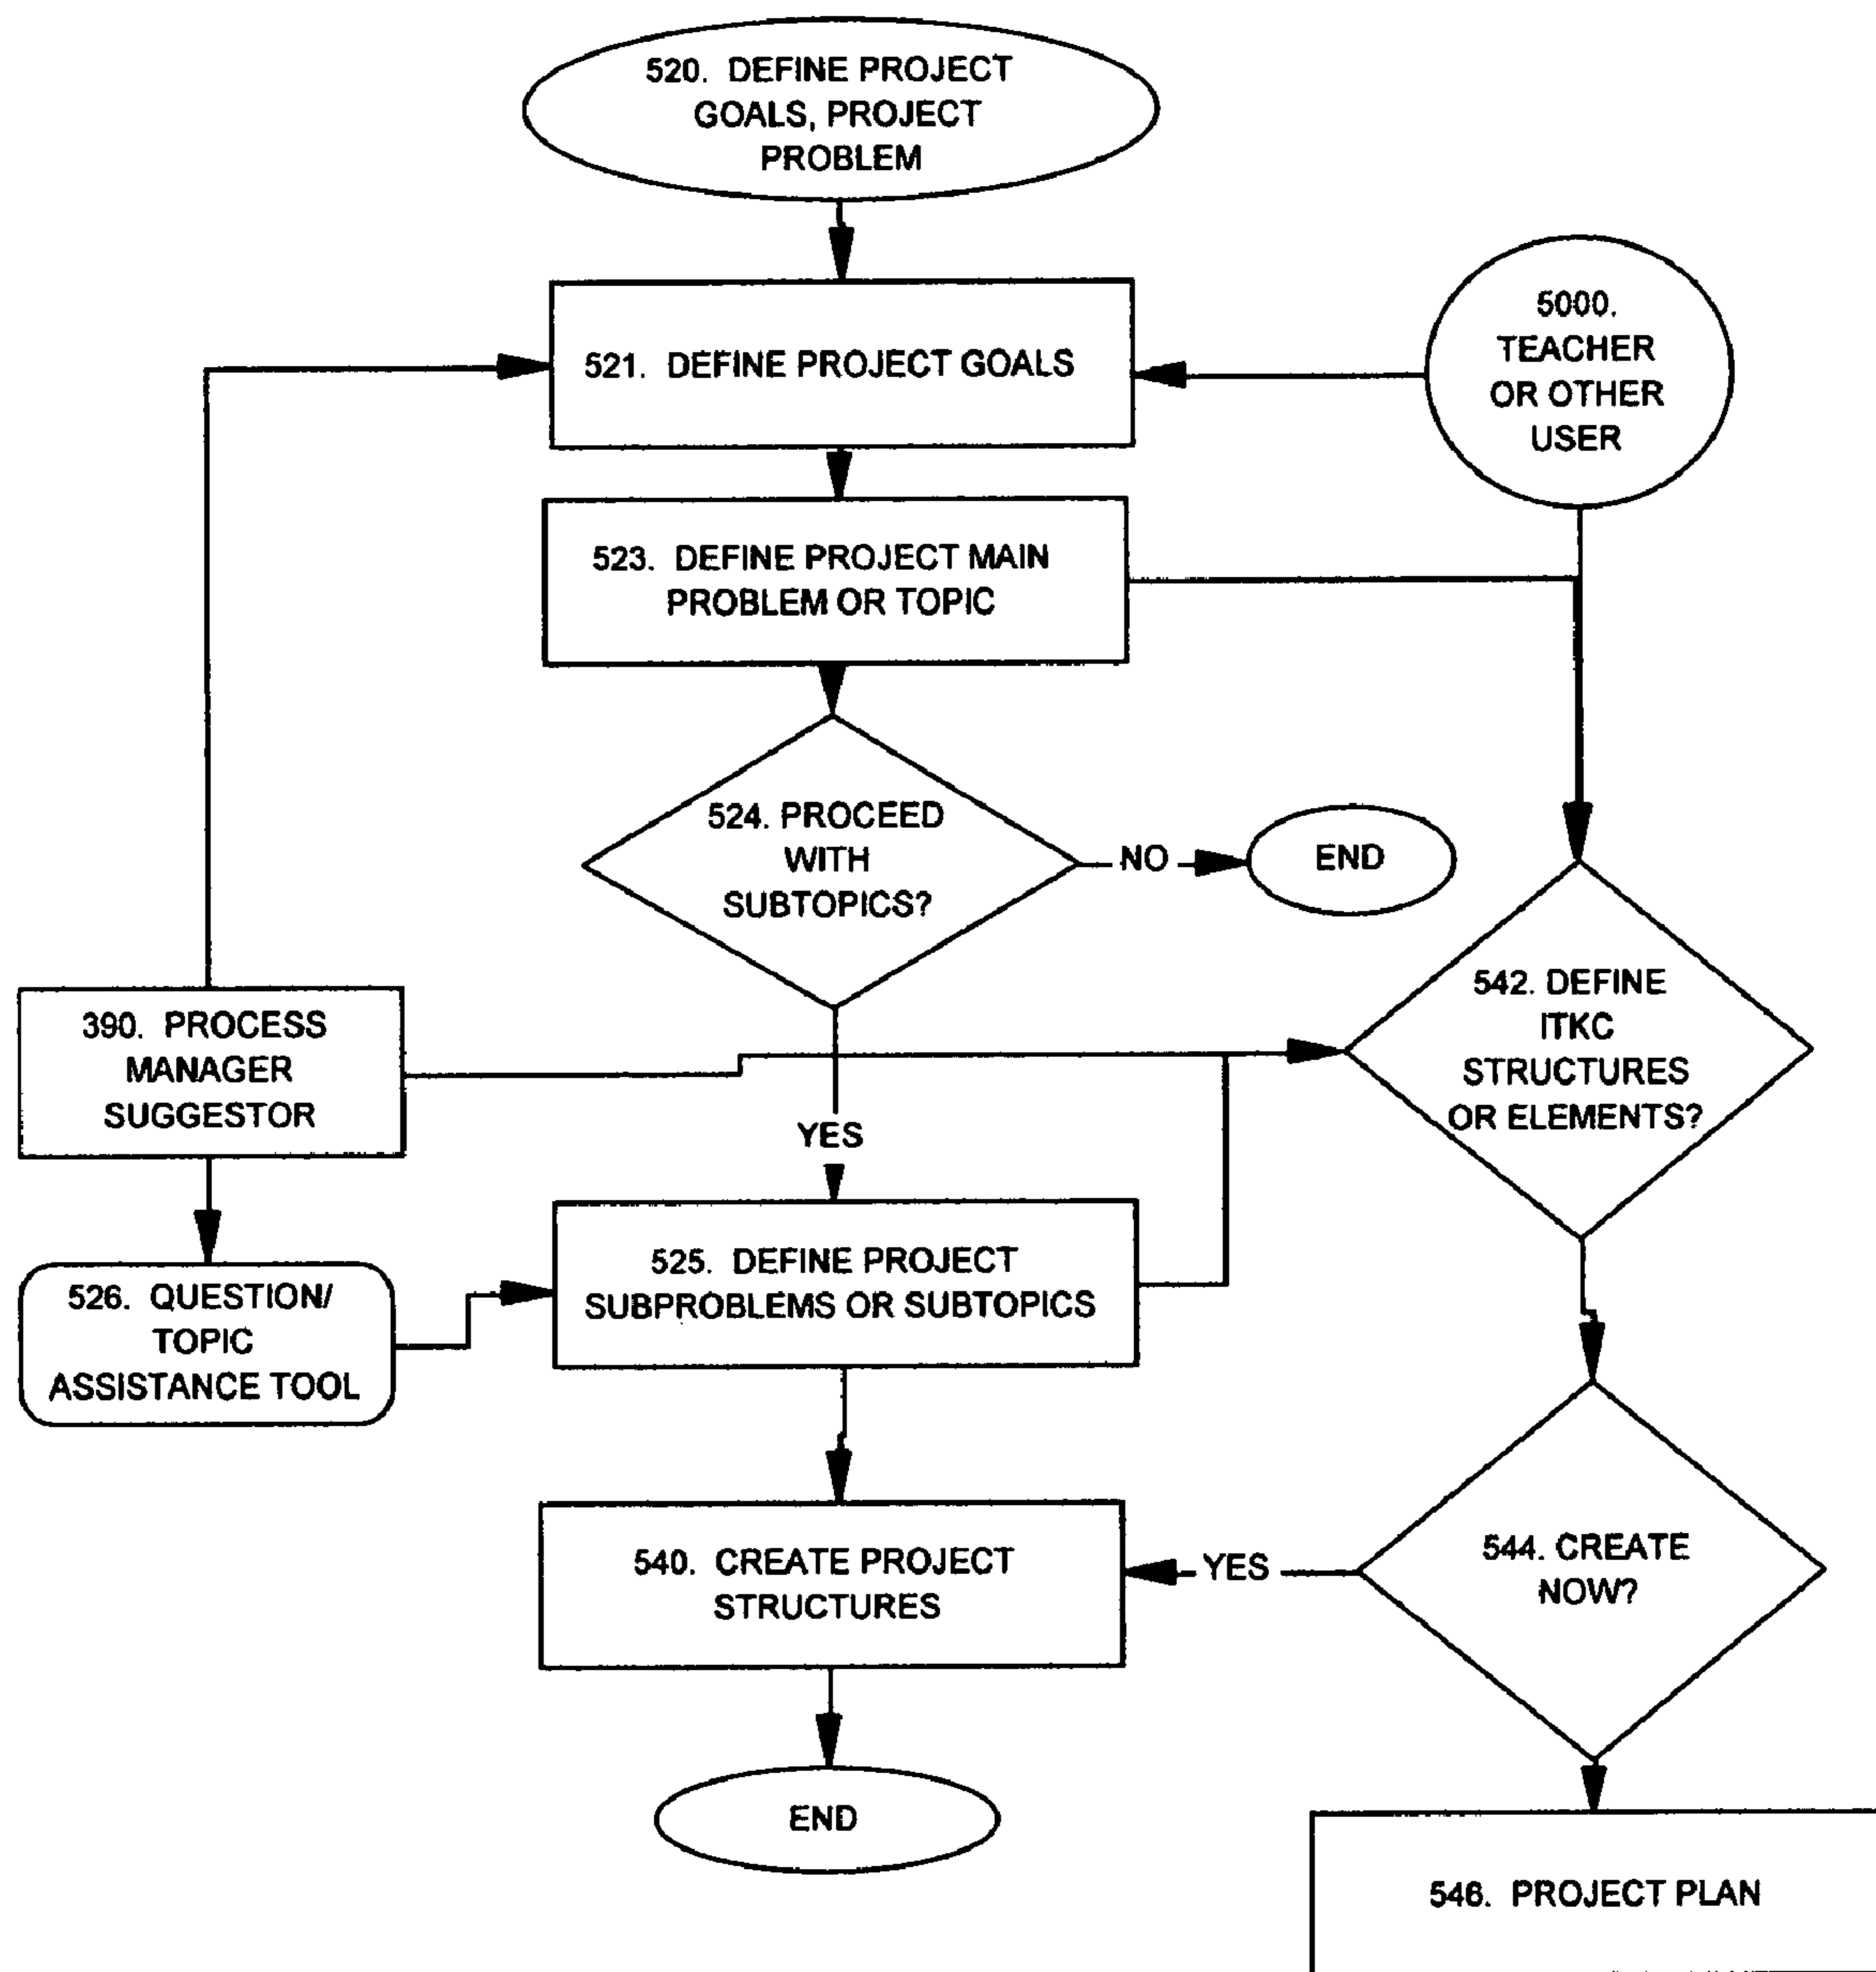 520. DEFINE PROJECT
GOALS, PROJECT
PROBLEM
5000.
TEACHER
OR OTHER
USER
521. DEFINE PROJECT GOALS
523. DEFINE PROJECT MAIN
PROBLEM OR TOPIC
524. PROCEED
WITH
SUBTOPICS?
NO
END
542. DEFINE
ITKC
STRUCTURES
OR ELEMENTS?
390. PROCESS
MANAGER
SUGGESTOR
YES
525. DEFINE PROJECT
SUBPROBLEMS OR SUBTOPICS
526. QUESTION/
TOPIC
ASSISTANCE TOOL
540. CREATE PROJECT
STRUCTURES
YES
544. CREATE
NOW?
END
546. PROJECT PLAN